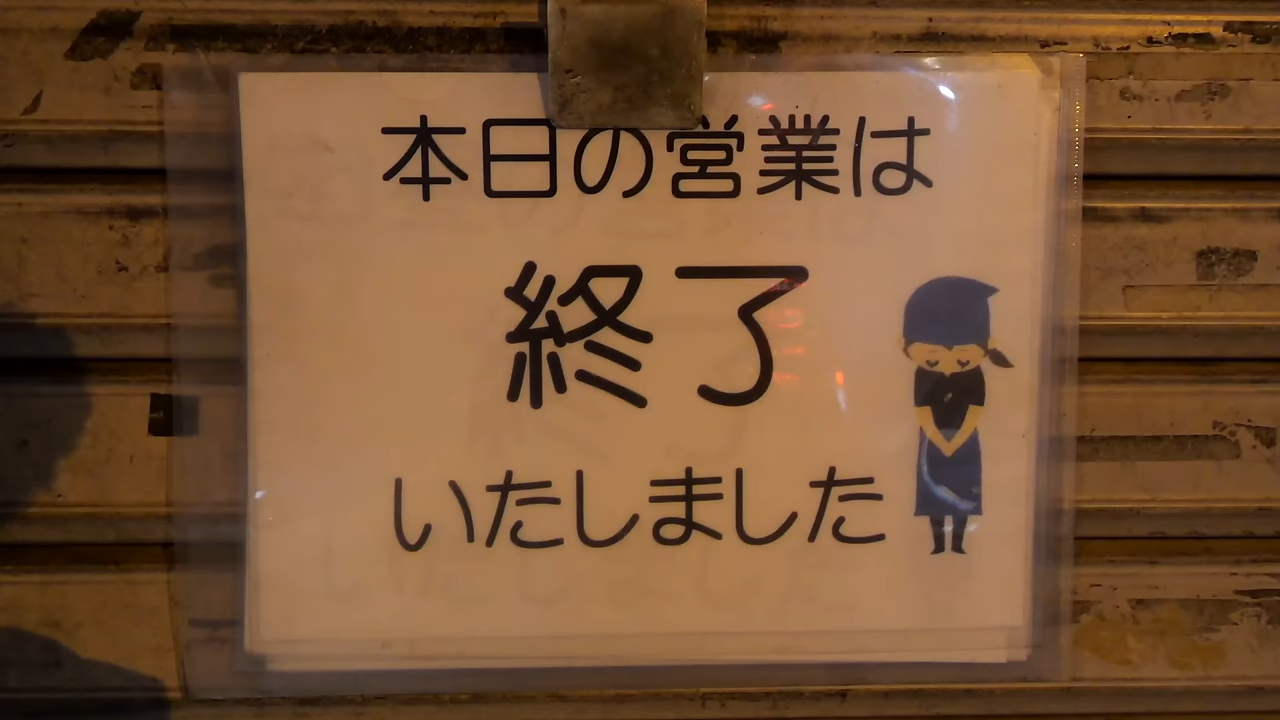 本日の営業は
終了
いたしました